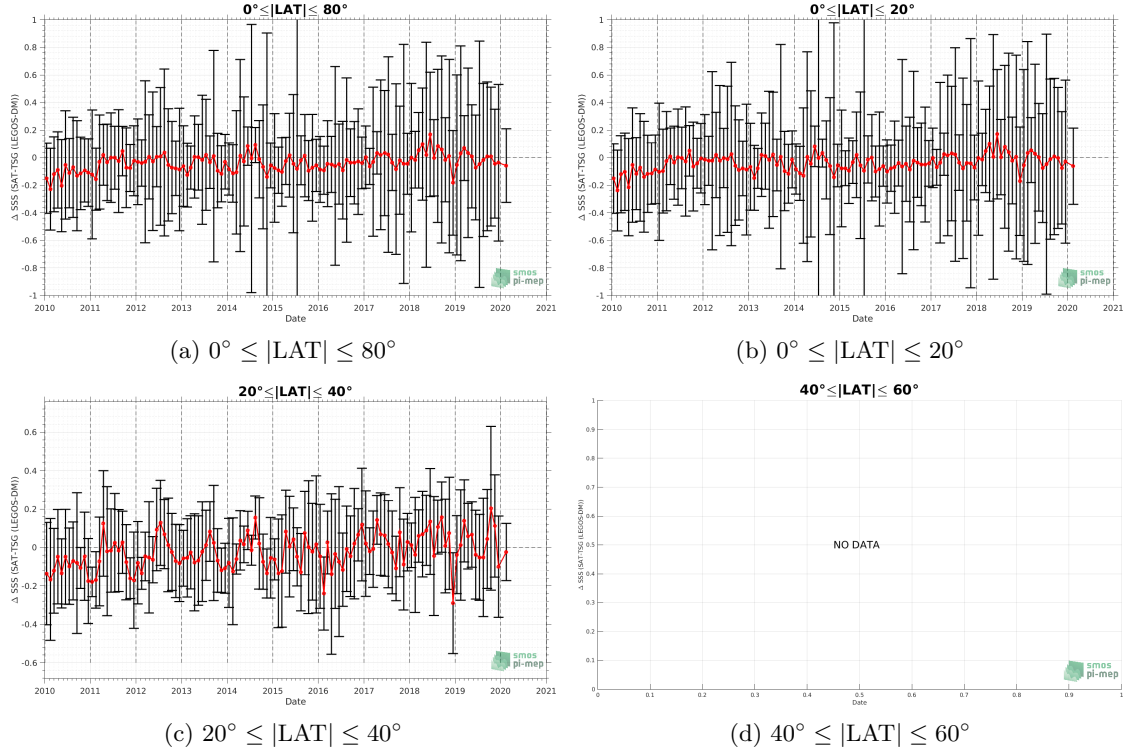 0°≤|LAT|≤ 80°
Δ SSS (SAT-TSG (LEGOS-DM))
1
0.8
0.6
0.4
0.2
0
-0.2
-0.4
-0.6
-0.8
-1
2010 2011 2012 2013 2014 2015 2016 2017 2018 2019 2020 2021
Date
smos
pi-mep
(a) 0° ≤ |LAT| ≤ 80°
0°≤|LAT|≤ 20°
Δ SSS (SAT-TSG (LEGOS-DM))
1
0.8
0.6
0.4
0.2
0
-0.2
-0.4
-0.6
-0.8
-1
2010 2011 2012 2013 2014 2015 2016 2017 2018 2019 2020 2021
Date
smos
pi-mep
(b) 0° ≤ |LAT| ≤ 20°
20°≤|LAT|≤ 40°
Δ SSS (SAT-TSG (LEGOS-DM))
0.6
0.4
0.2
0
-0.2
-0.4
-0.6
2010 2011 2012 2013 2014 2015 2016 2017 2018 2019 2020 2021
Date
smos
pi-mep
(c) 20° ≤ |LAT| ≤ 40°
40°≤|LAT|≤ 60°
Δ SSS (SAT-TSG (LEGOS-DM))
1
0.9
0.8
0.7
0.6
0.5
0.4
0.3
0.2
0.1
0
NO DATA
0 0.1 0.2 0.3 0.4 0.5 0.6 0.7 0.8 0.9 1
Date
smos
pi-mep
(d) 40° ≤ |LAT| ≤ 60°